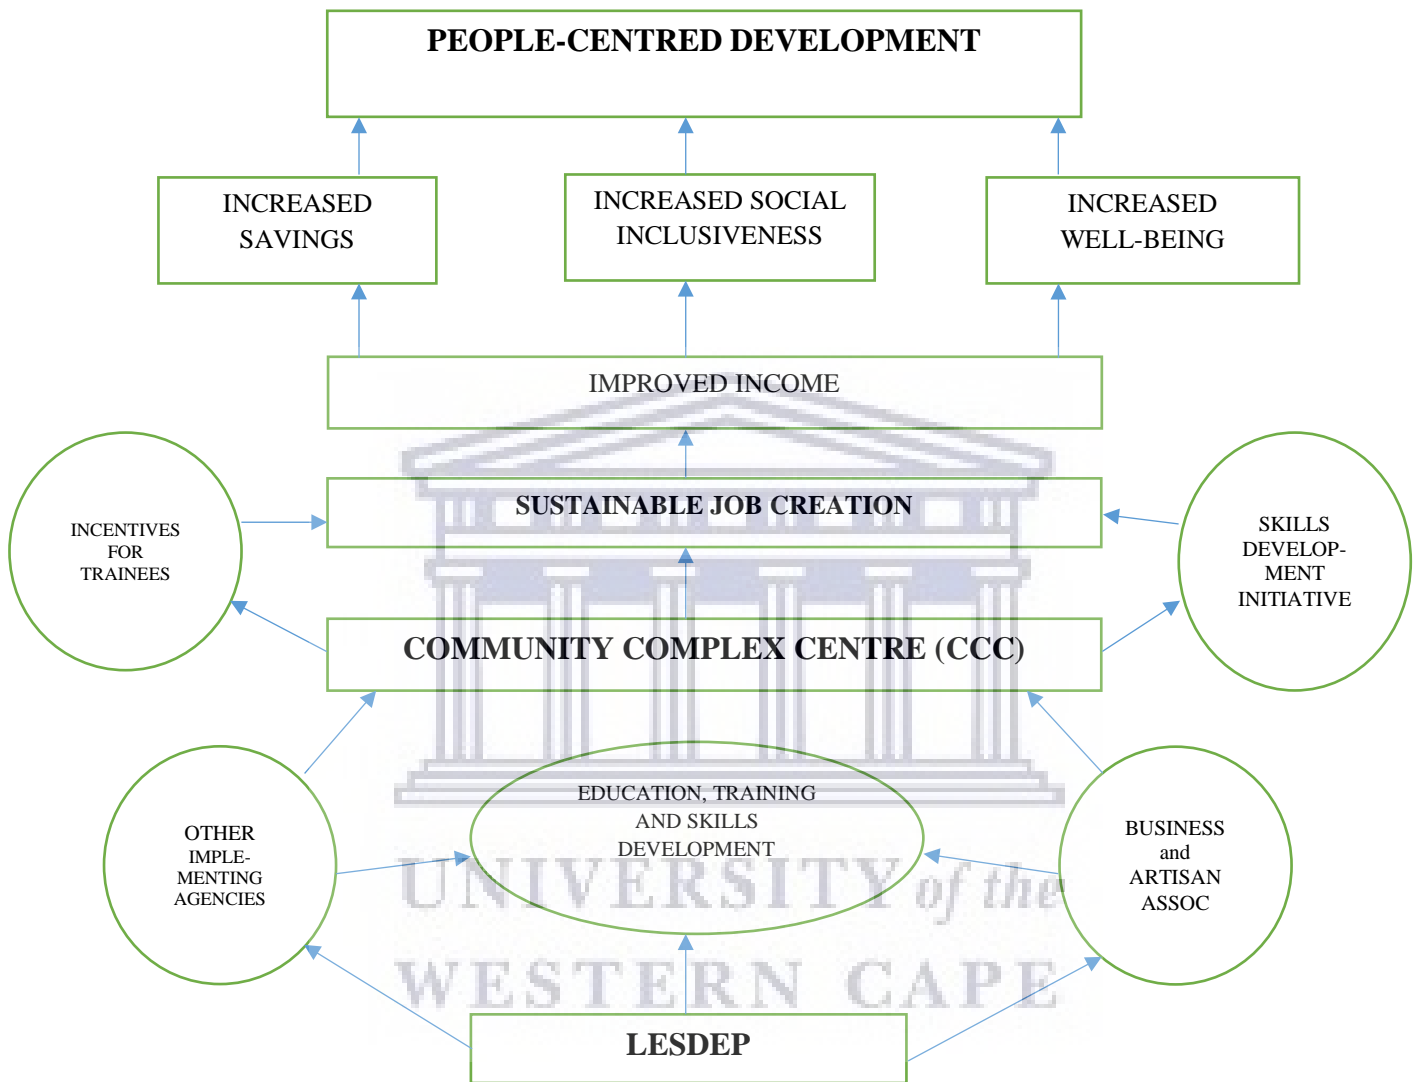 PEOPLE-CENTRED DEVELOPMENT
INCREASED
SAVINGS
INCREASED SOCIAL
INCLUSIVENESS
INCREASED
WELL-BEING
IMPROVED INCOME
SUSTAINABLE JOB CREATION
INCENTIVES
FOR
TRAINEES
SKILLS
DEVELOP-
MENT
INITIATIVE
COMMUNITY COMPLEX CENTRE (CCC)
OTHER
IMPLE-
MENTING
AGENCIES
EDUCATION, TRAINING
AND SKILLS
DEVELOPMENT
BUSINESS
and
ARTISAN
ASSOC
UNIVERSITY of the
WESTERN CAPE
LESDEP